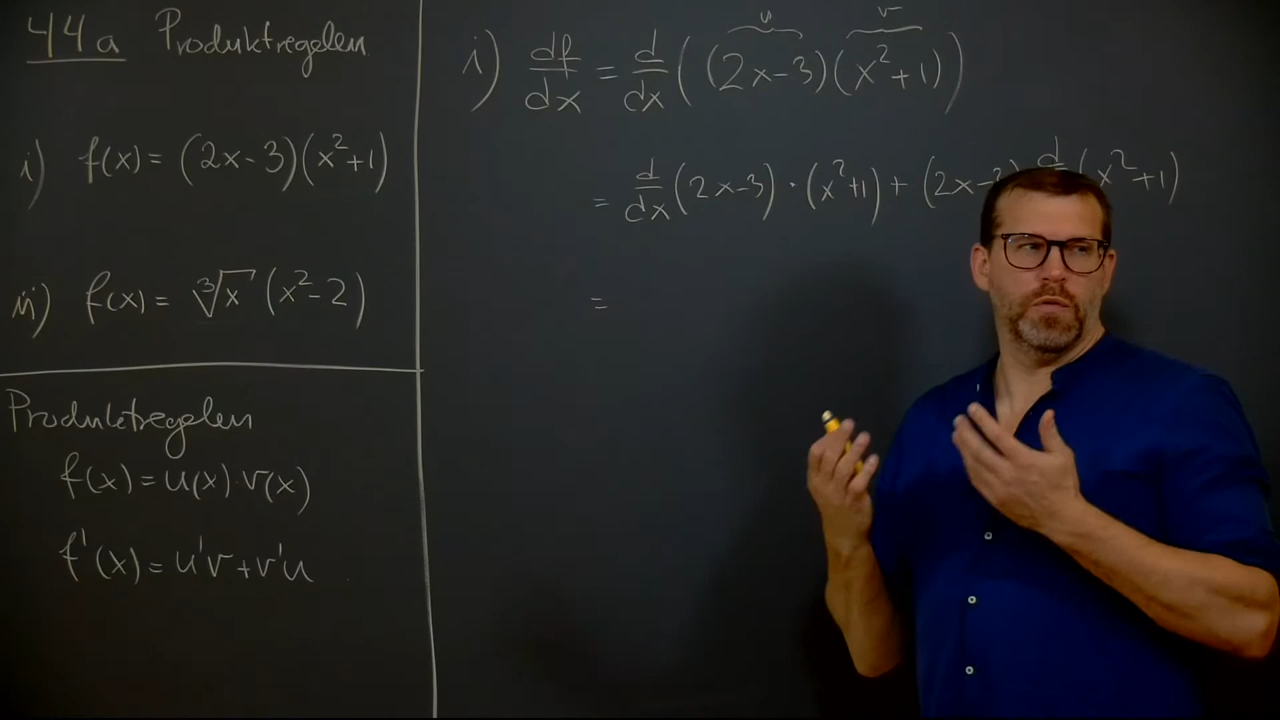 44a Produktregelen
i) f(x) = (2x-3)(x²+1)
ii) f(x) = ∛x (x²-2)
Produktregelen
f(x) = u(x)·v(x)
f'(x) = u'v + v'u
u v
i) df/dx = d/dx ((2x-3)(x²+1))
= d/dx (2x-3) · (x²+1) + (2x-3) d/dx (x²+1)
=